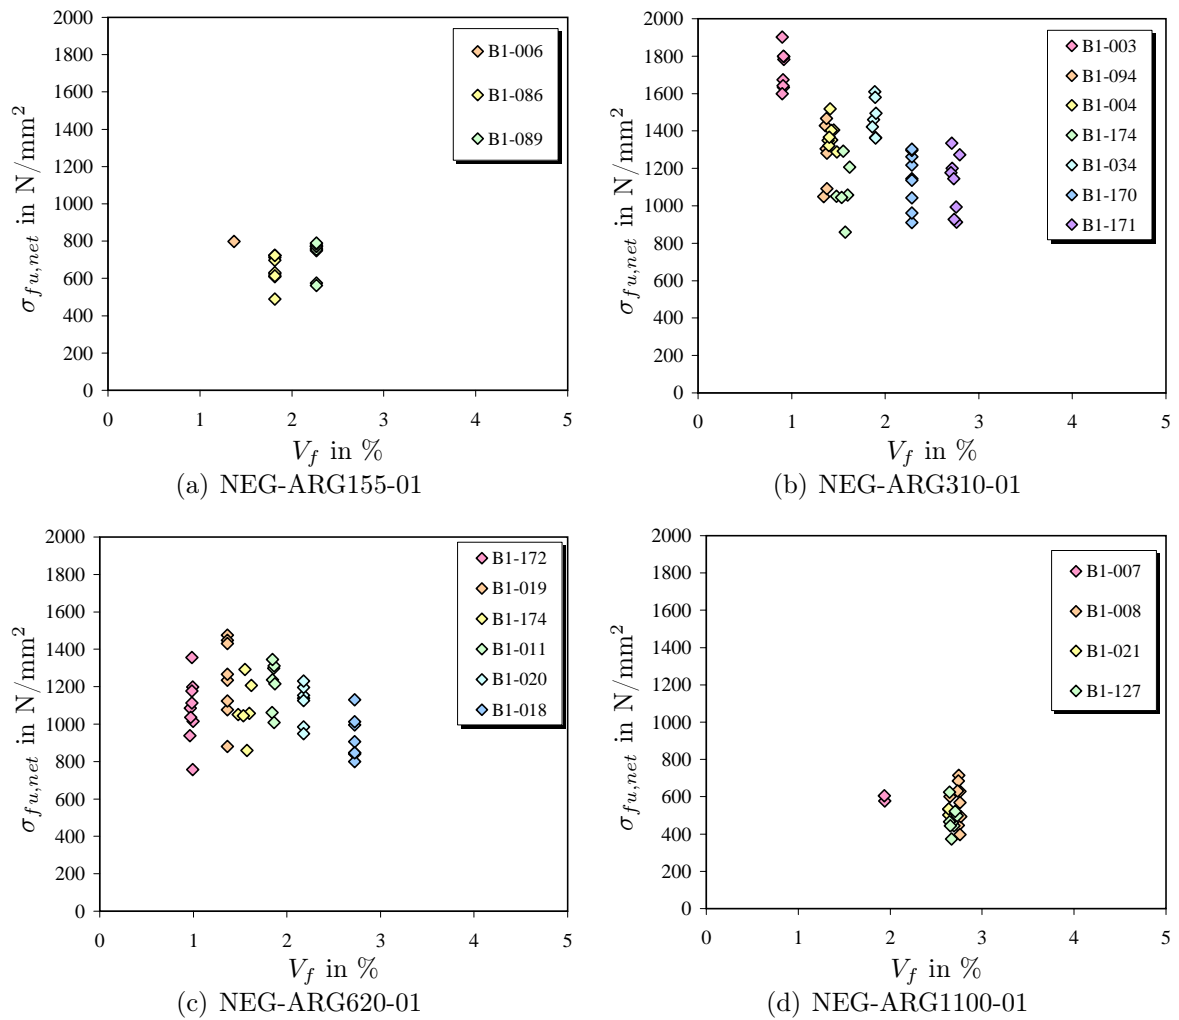 2000
1800
1600
1400
1200
1000
800
600
400
200
0
σfu,net in N/mm²
B1-006
B1-086
B1-089
0 1 2 3 4 5
Vf in %
(a) NEG-ARG155-01
2000
1800
1600
1400
1200
1000
800
600
400
200
0
σfu,net in N/mm²
B1-003
B1-094
B1-004
B1-174
B1-034
B1-170
B1-171
0 1 2 3 4 5
Vf in %
(b) NEG-ARG310-01
2000
1800
1600
1400
1200
1000
800
600
400
200
0
σfu,net in N/mm²
B1-172
B1-019
B1-174
B1-011
B1-020
B1-018
0 1 2 3 4 5
Vf in %
(c) NEG-ARG620-01
2000
1800
1600
1400
1200
1000
800
600
400
200
0
σfu,net in N/mm²
B1-007
B1-008
B1-021
B1-127
0 1 2 3 4 5
Vf in %
(d) NEG-ARG1100-01